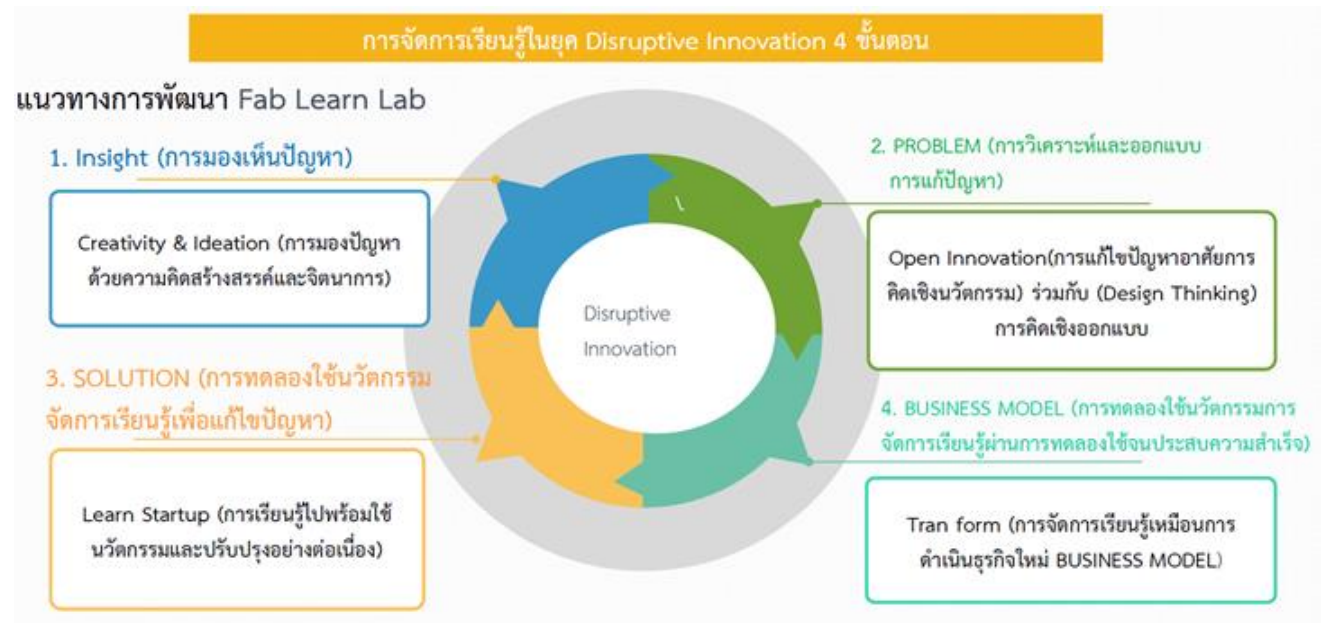 การจัดการเรียนรู้ในยุค Disruptive Innovation 4 ขั้นตอน
แนวทางการพัฒนา Fab Learn Lab
1. Insight (การมองเห็นปัญหา)
Creativity & Ideation (การมองปัญหา
ด้วยความคิดสร้างสรรค์และจิตนาการ)
2. PROBLEM (การวิเคราะห์และออกแบบ
การแก้ปัญหา)
Open Innovation(การแก้ไขปัญหาอาศัยการ
คิดเชิงนวัตกรรม) ร่วมกับ (Design Thinking)
การคิดเชิงออกแบบ
Disruptive
Innovation
3. SOLUTION (การทดลองใช้นวัตกรรม
จัดการเรียนรู้เพื่อแก้ไขปัญหา)
Learn Startup (การเรียนรู้ไปพร้อมใช้
นวัตกรรมและปรับปรุงอย่างต่อเนื่อง)
4. BUSINESS MODEL (การทดลองใช้นวัตกรรมการ
จัดการเรียนรู้ผ่านการทดลองใช้จนประสบความสำเร็จ)
Tran form (การจัดการเรียนรู้เหมือนการ
ดำเนินธุรกิจใหม่ BUSINESS MODEL)